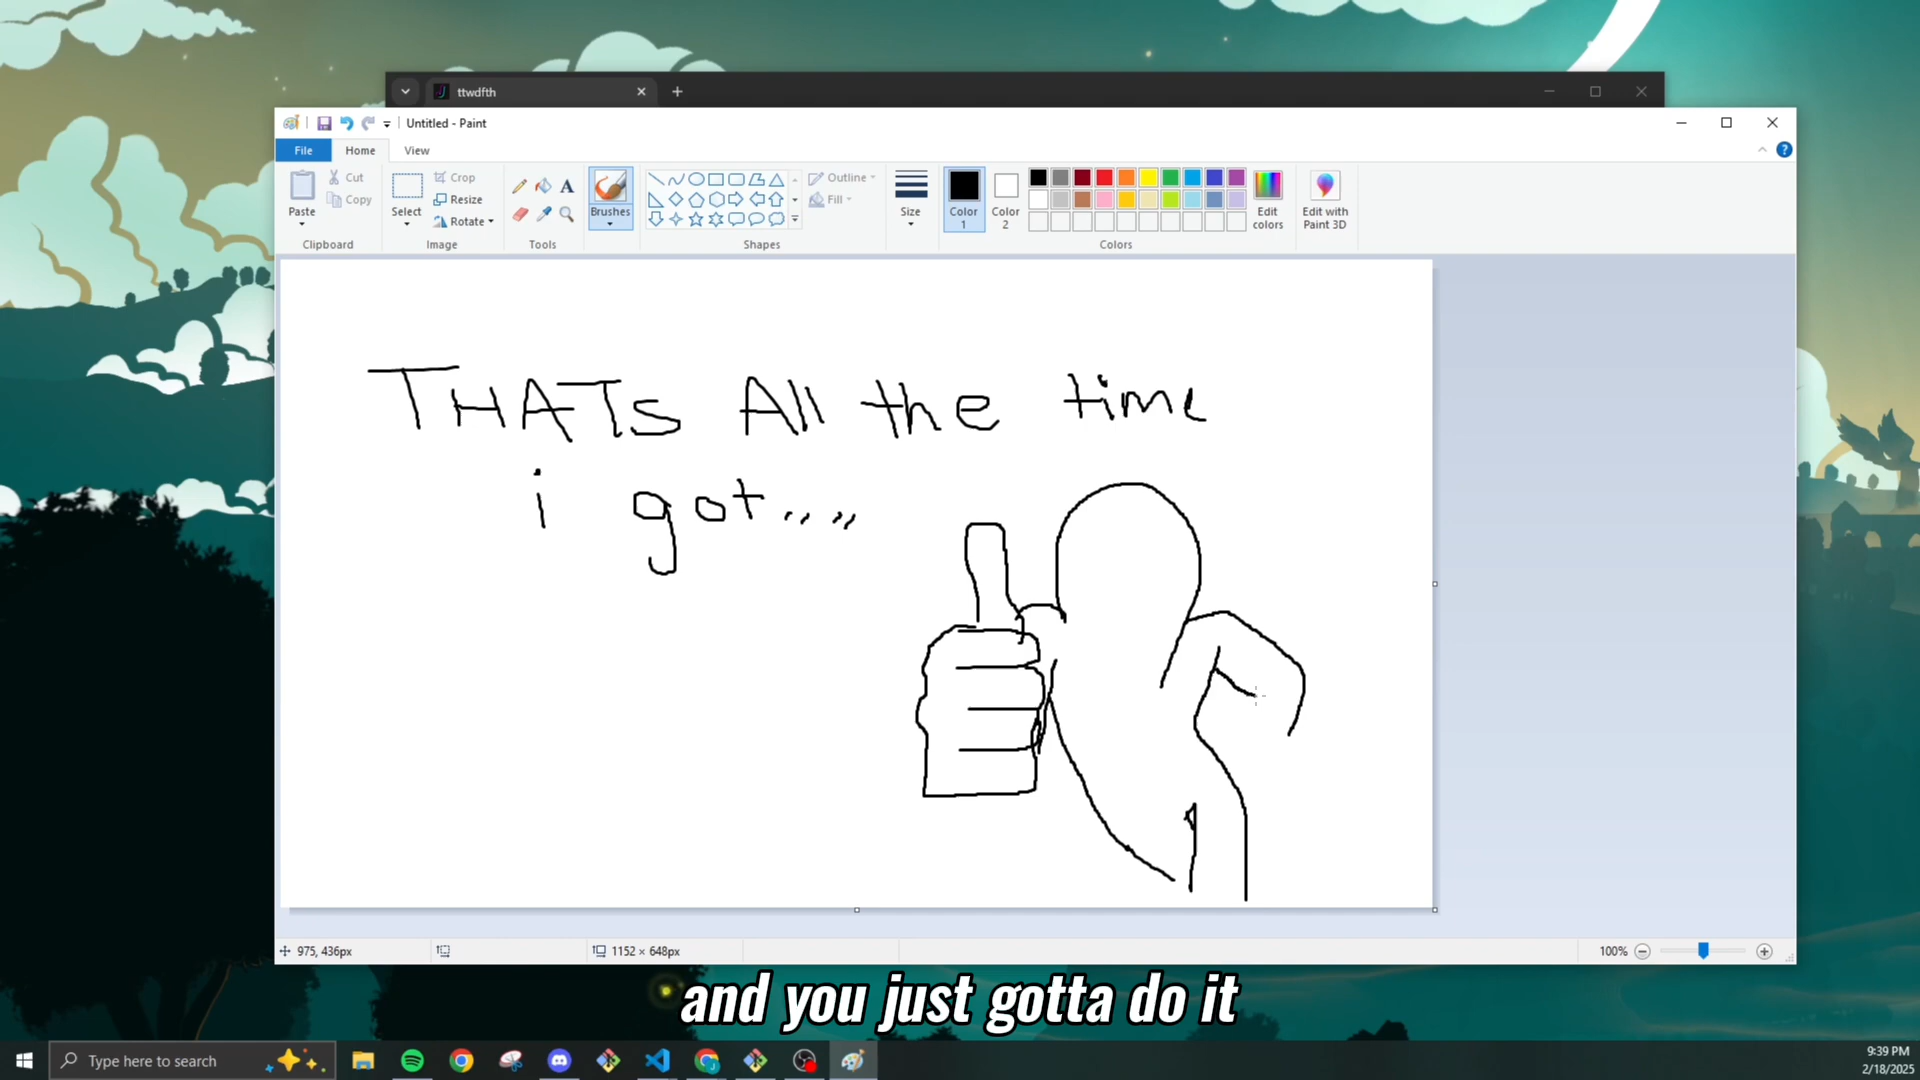 ttwdfth
Untitled - Paint
File Home View
Cut
Copy
Paste
Clipboard
Select
Crop
Resize
Rotate
Image
A
Tools
Brushes
Shapes
Outline
Fill
Size
Color 1
Color 2
Colors
Edit colors
Edit with Paint 3D
THATs All the time
i got....
975, 436px
1152 × 648px
100%
and you just gotta do it
Type here to search
9:39 PM
2/18/2025